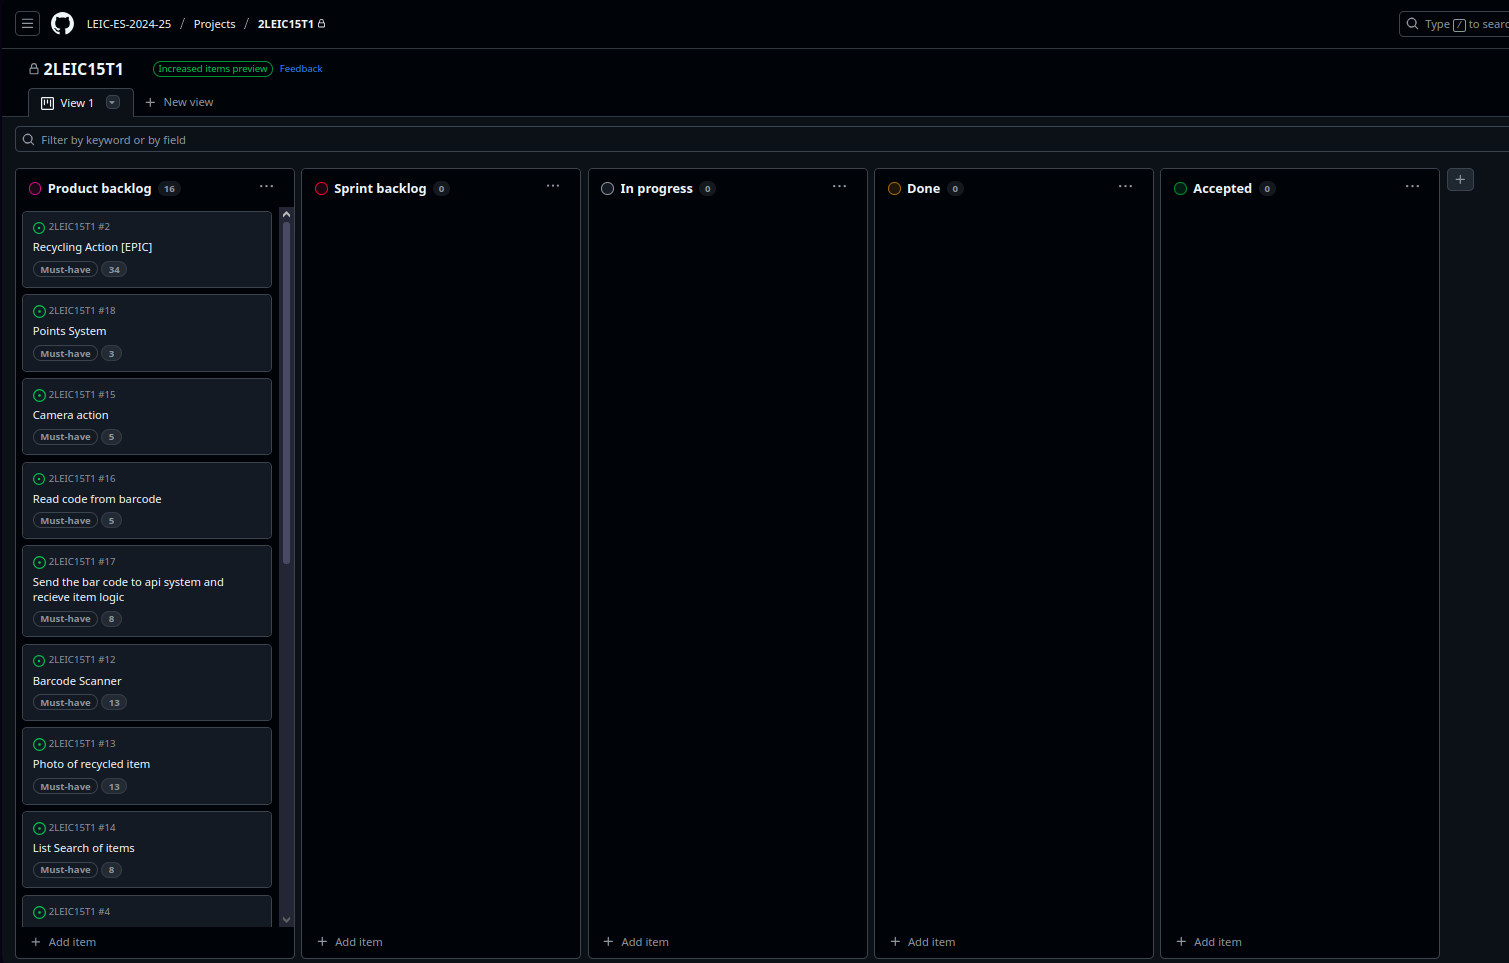 LEIC-ES-2024-25 / Projects / 2LEIC15T1
Type / to searc
2LEIC15T1 Increased items preview Feedback
View 1 + New view
Filter by keyword or by field
Product backlog 16 ...
2LEIC15T1 #2
Recycling Action [EPIC]
Must-have 34
2LEIC15T1 #18
Points System
Must-have 3
2LEIC15T1 #15
Camera action
Must-have 5
2LEIC15T1 #16
Read code from barcode
Must-have 5
2LEIC15T1 #17
Send the bar code to api system and
recieve item logic
Must-have 8
2LEIC15T1 #12
Barcode Scanner
Must-have 13
2LEIC15T1 #13
Photo of recycled item
Must-have 13
2LEIC15T1 #14
List Search of items
Must-have 8
2LEIC15T1 #4
+ Add item
Sprint backlog 0 ...
+ Add item
In progress 0 ...
+ Add item
Done 0 ...
+ Add item
Accepted 0 ...
+ Add item
+